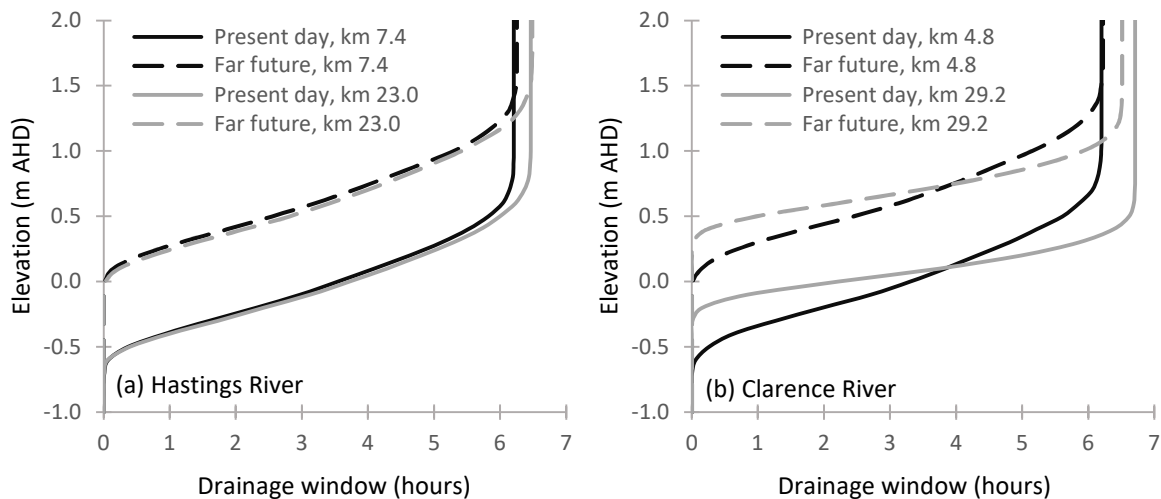 2.0
1.5
1.0
0.5
0.0
-0.5
-1.0
Elevation (m AHD)
Present day, km 7.4
Far future, km 7.4
Present day, km 23.0
Far future, km 23.0
(a) Hastings River
0 1 2 3 4 5 6 7
Drainage window (hours)
2.0
1.5
1.0
0.5
0.0
-0.5
-1.0
Elevation (m AHD)
Present day, km 4.8
Far future, km 4.8
Present day, km 29.2
Far future, km 29.2
(b) Clarence River
0 1 2 3 4 5 6 7
Drainage window (hours)